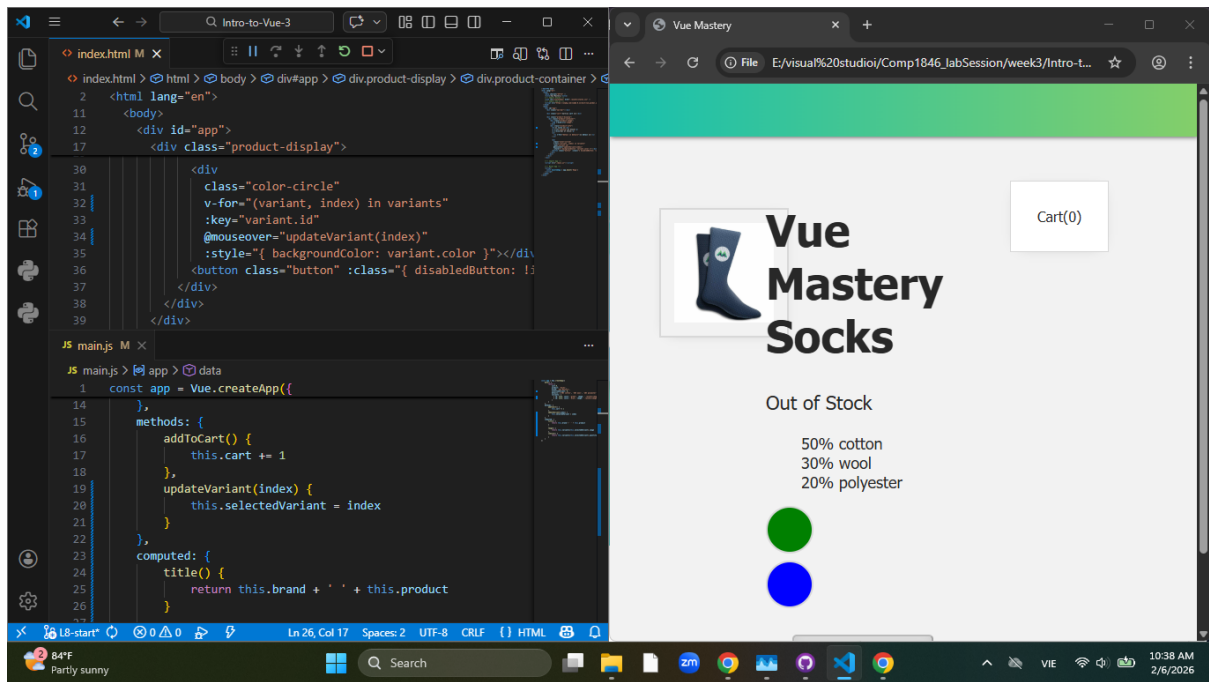 Intro-to-Vue-3
index.html M
index.html > html > body > div#app > div.product-display > div.product-container >
2 <html lang="en">
11 <body>
12 <div id="app">
17 <div class="product-display">
30 <div
31 class="color-circle"
32 v-for="(variant, index) in variants"
33 :key="variant.id"
34 @mouseover="updateVariant(index)"
35 :style="{ backgroundColor: variant.color }"></div
36 <button class="button" :class="{ disabledButton: !i
37 </div>
38 </div>
39 </div>
JS main.js M
JS main.js > app > data
1 const app = Vue.createApp({
14 },
15 methods: {
16 addToCart() {
17 this.cart += 1
18 },
19 updateVariant(index) {
20 this.selectedVariant = index
21 }
22 },
23 computed: {
24 title() {
25 return this.brand + ' ' + this.product
26 }
27
2
1
L8-start* 0 0 Ln 26, Col 17 Spaces: 2 UTF-8 CRLF { } HTML
Vue Mastery
File E:/visual%20studioi/Comp1846_labSession/week3/Intro-t...
Cart(0)
Vue
Mastery
Socks
Out of Stock
50% cotton
30% wool
20% polyester
2
84°F
Partly sunny
Search
zm
VIE
10:38 AM
2/6/2026